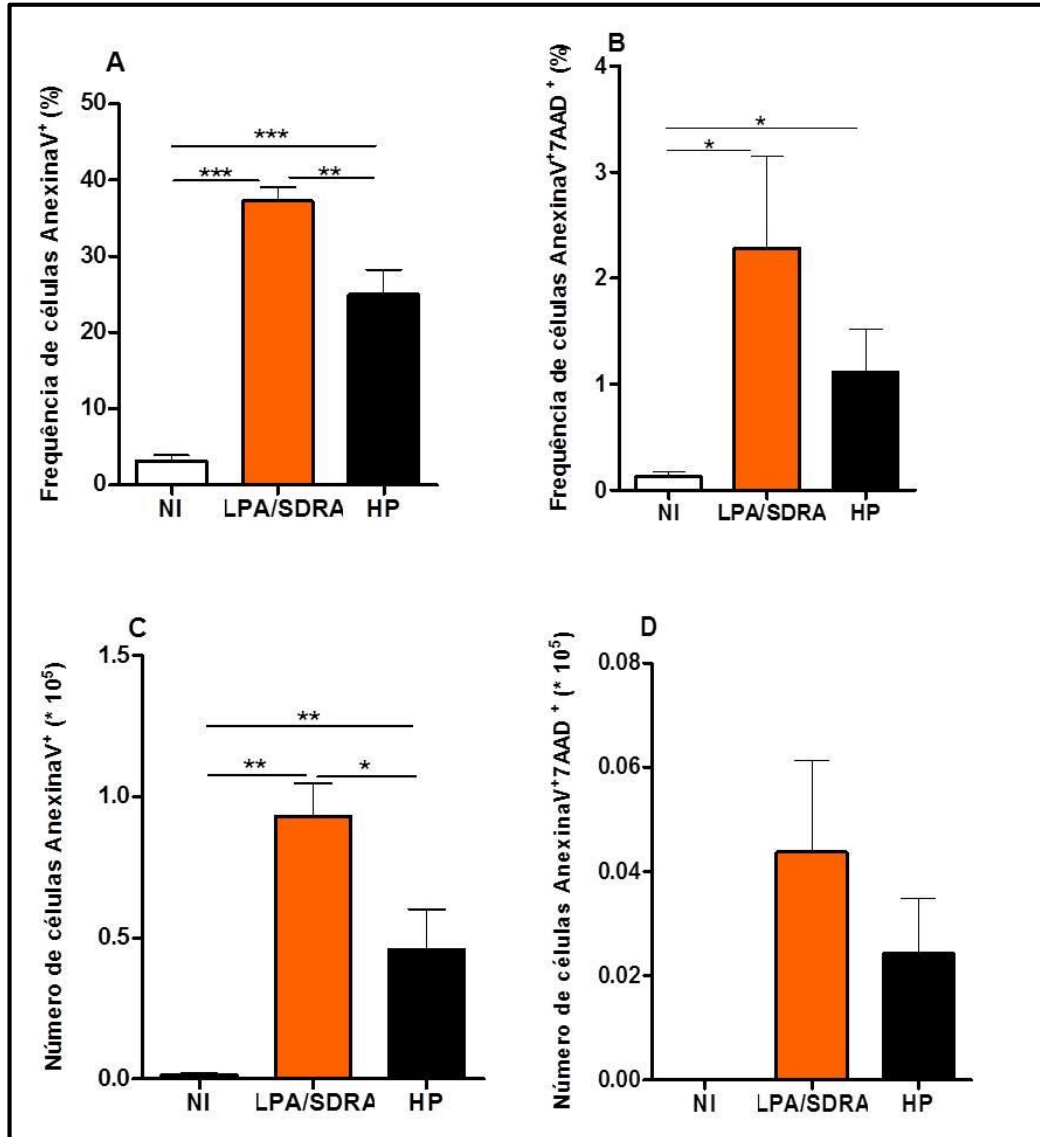 A
Frequência de células AnexinaV⁺ (%)
50
40
30
20
10
0
***
***
**
NI
LPA/SDRA
HP
B
Frequência de células AnexinaV⁺7AAD ⁺ (%)
4
3
2
1
0
*
*
NI
LPA/SDRA
HP
C
Número de células AnexinaV⁺ (* 10⁵)
1.5
1.0
0.5
0.0
**
**
*
NI
LPA/SDRA
HP
D
Número de células AnexinaV⁺7AAD ⁺ (* 10⁵)
0.08
0.06
0.04
0.02
0.00
NI
LPA/SDRA
HP